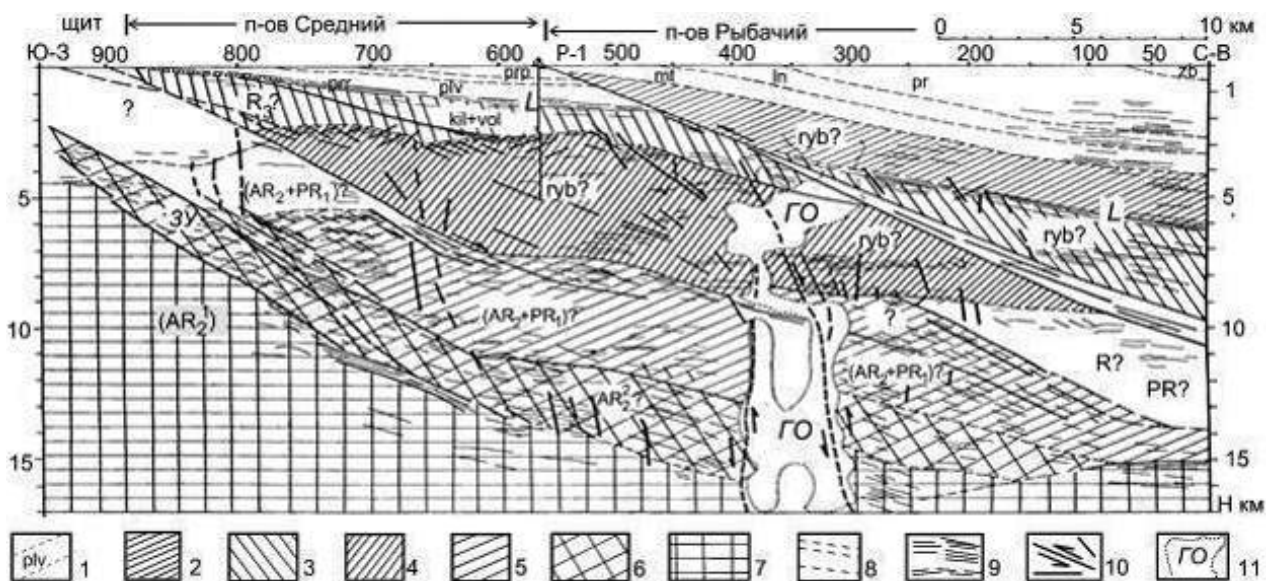 щит п-ов Средний п-ов Рыбачий 0 5 10 км
Ю-З 900 800 700 600 Р-1 500 400 300 200 100 50 С-В
prp ml ln pr zb
? R₃? plv L 1 1
kil+vol ryb?
(AR₂+PR₁)? ryb? ГО L
5 5
ЗУ ryb? ryb?
(AR₂¹) (AR₂+PR₁)? ? R?
10 10
(AR₂+PR₁)? PR?
AR₂?
ГО
15 15
Н км
plv 1 2 3 4 5 6 7 8 9 10 ГО 11